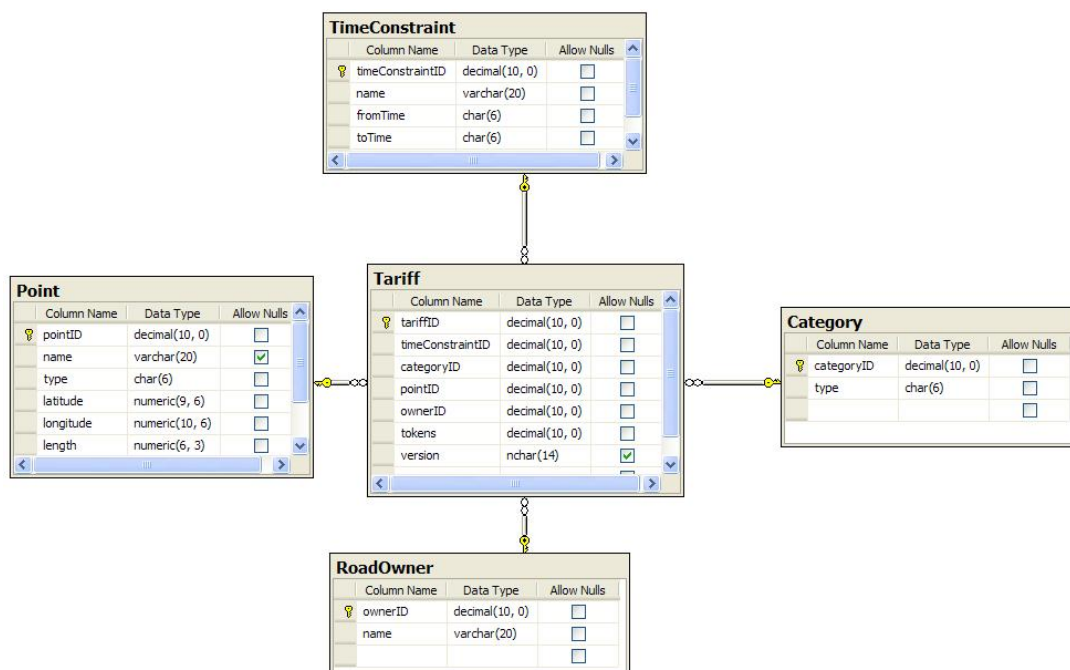 TimeConstraint
Column Name Data Type Allow Nulls
timeConstraintID decimal(10, 0)
name varchar(20)
fromTime char(6)
toTime char(6)
Point
Column Name Data Type Allow Nulls
pointID decimal(10, 0)
name varchar(20)
type char(6)
latitude numeric(9, 6)
longitude numeric(10, 6)
length numeric(6, 3)
Tariff
Column Name Data Type Allow Nulls
tariffID decimal(10, 0)
timeConstraintID decimal(10, 0)
categoryID decimal(10, 0)
pointID decimal(10, 0)
ownerID decimal(10, 0)
tokens decimal(10, 0)
version nchar(14)
Category
Column Name Data Type Allow Nulls
categoryID decimal(10, 0)
type char(6)
RoadOwner
Column Name Data Type Allow Nulls
ownerID decimal(10, 0)
name varchar(20)